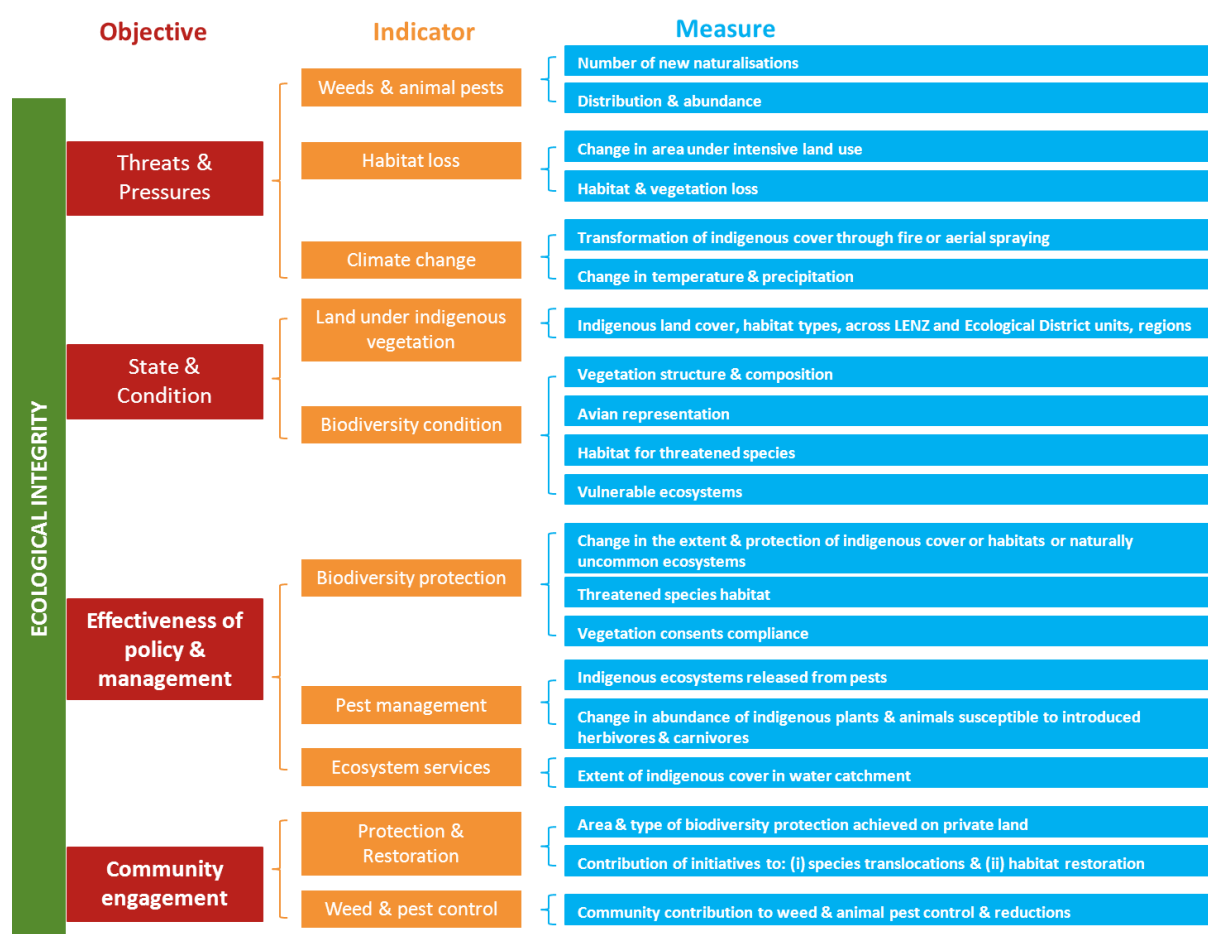 Objective
Indicator
Measure
ECOLOGICAL INTEGRITY
Threats &
Pressures
Weeds & animal pests
Number of new naturalisations
Distribution & abundance
Habitat loss
Change in area under intensive land use
Habitat & vegetation loss
Climate change
Transformation of indigenous cover through fire or aerial spraying
Change in temperature & precipitation
State &
Condition
Land under indigenous
vegetation
Indigenous land cover, habitat types, across LENZ and Ecological District units, regions
Biodiversity condition
Vegetation structure & composition
Avian representation
Habitat for threatened species
Vulnerable ecosystems
Effectiveness of
policy &
management
Biodiversity protection
Change in the extent & protection of indigenous cover or habitats or naturally
uncommon ecosystems
Threatened species habitat
Vegetation consents compliance
Pest management
Indigenous ecosystems released from pests
Change in abundance of indigenous plants & animals susceptible to introduced
herbivores & carnivores
Ecosystem services
Extent of indigenous cover in water catchment
Community
engagement
Protection &
Restoration
Area & type of biodiversity protection achieved on private land
Contribution of initiatives to: (i) species translocations & (ii) habitat restoration
Weed & pest control
Community contribution to weed & animal pest control & reductions